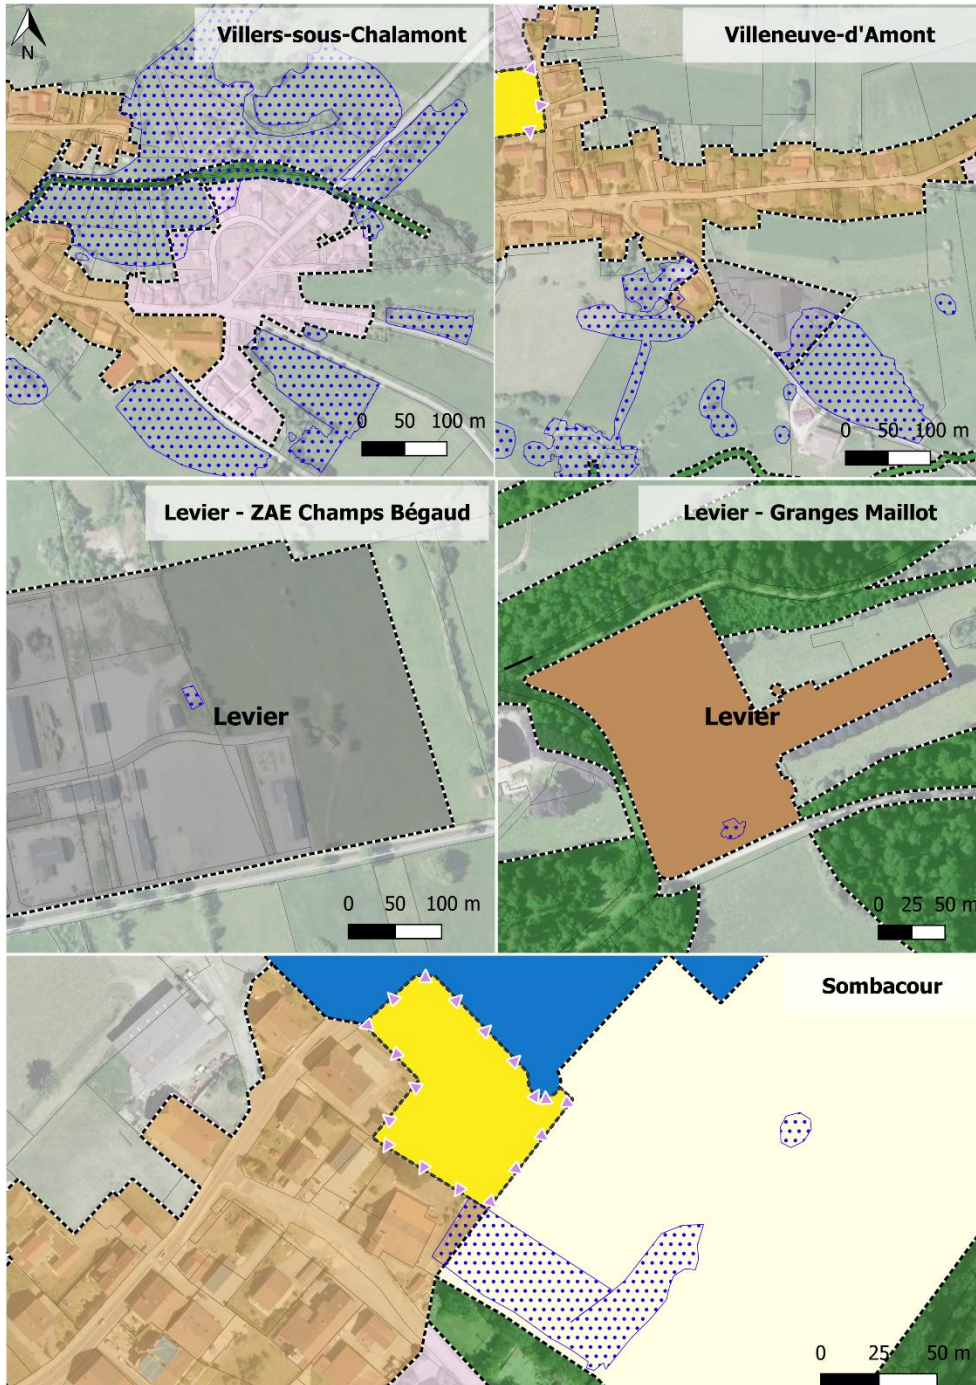 N
Villers-sous-Chalamont
0 50 100 m
Villeneuve-d'Amont
0 50 100 m
Levier - ZAE Champs Bégaud
Levier
0 50 100 m
Levier - Granges Maillot
Levier
0 25 50 m
Sombacour
0 25 50 m